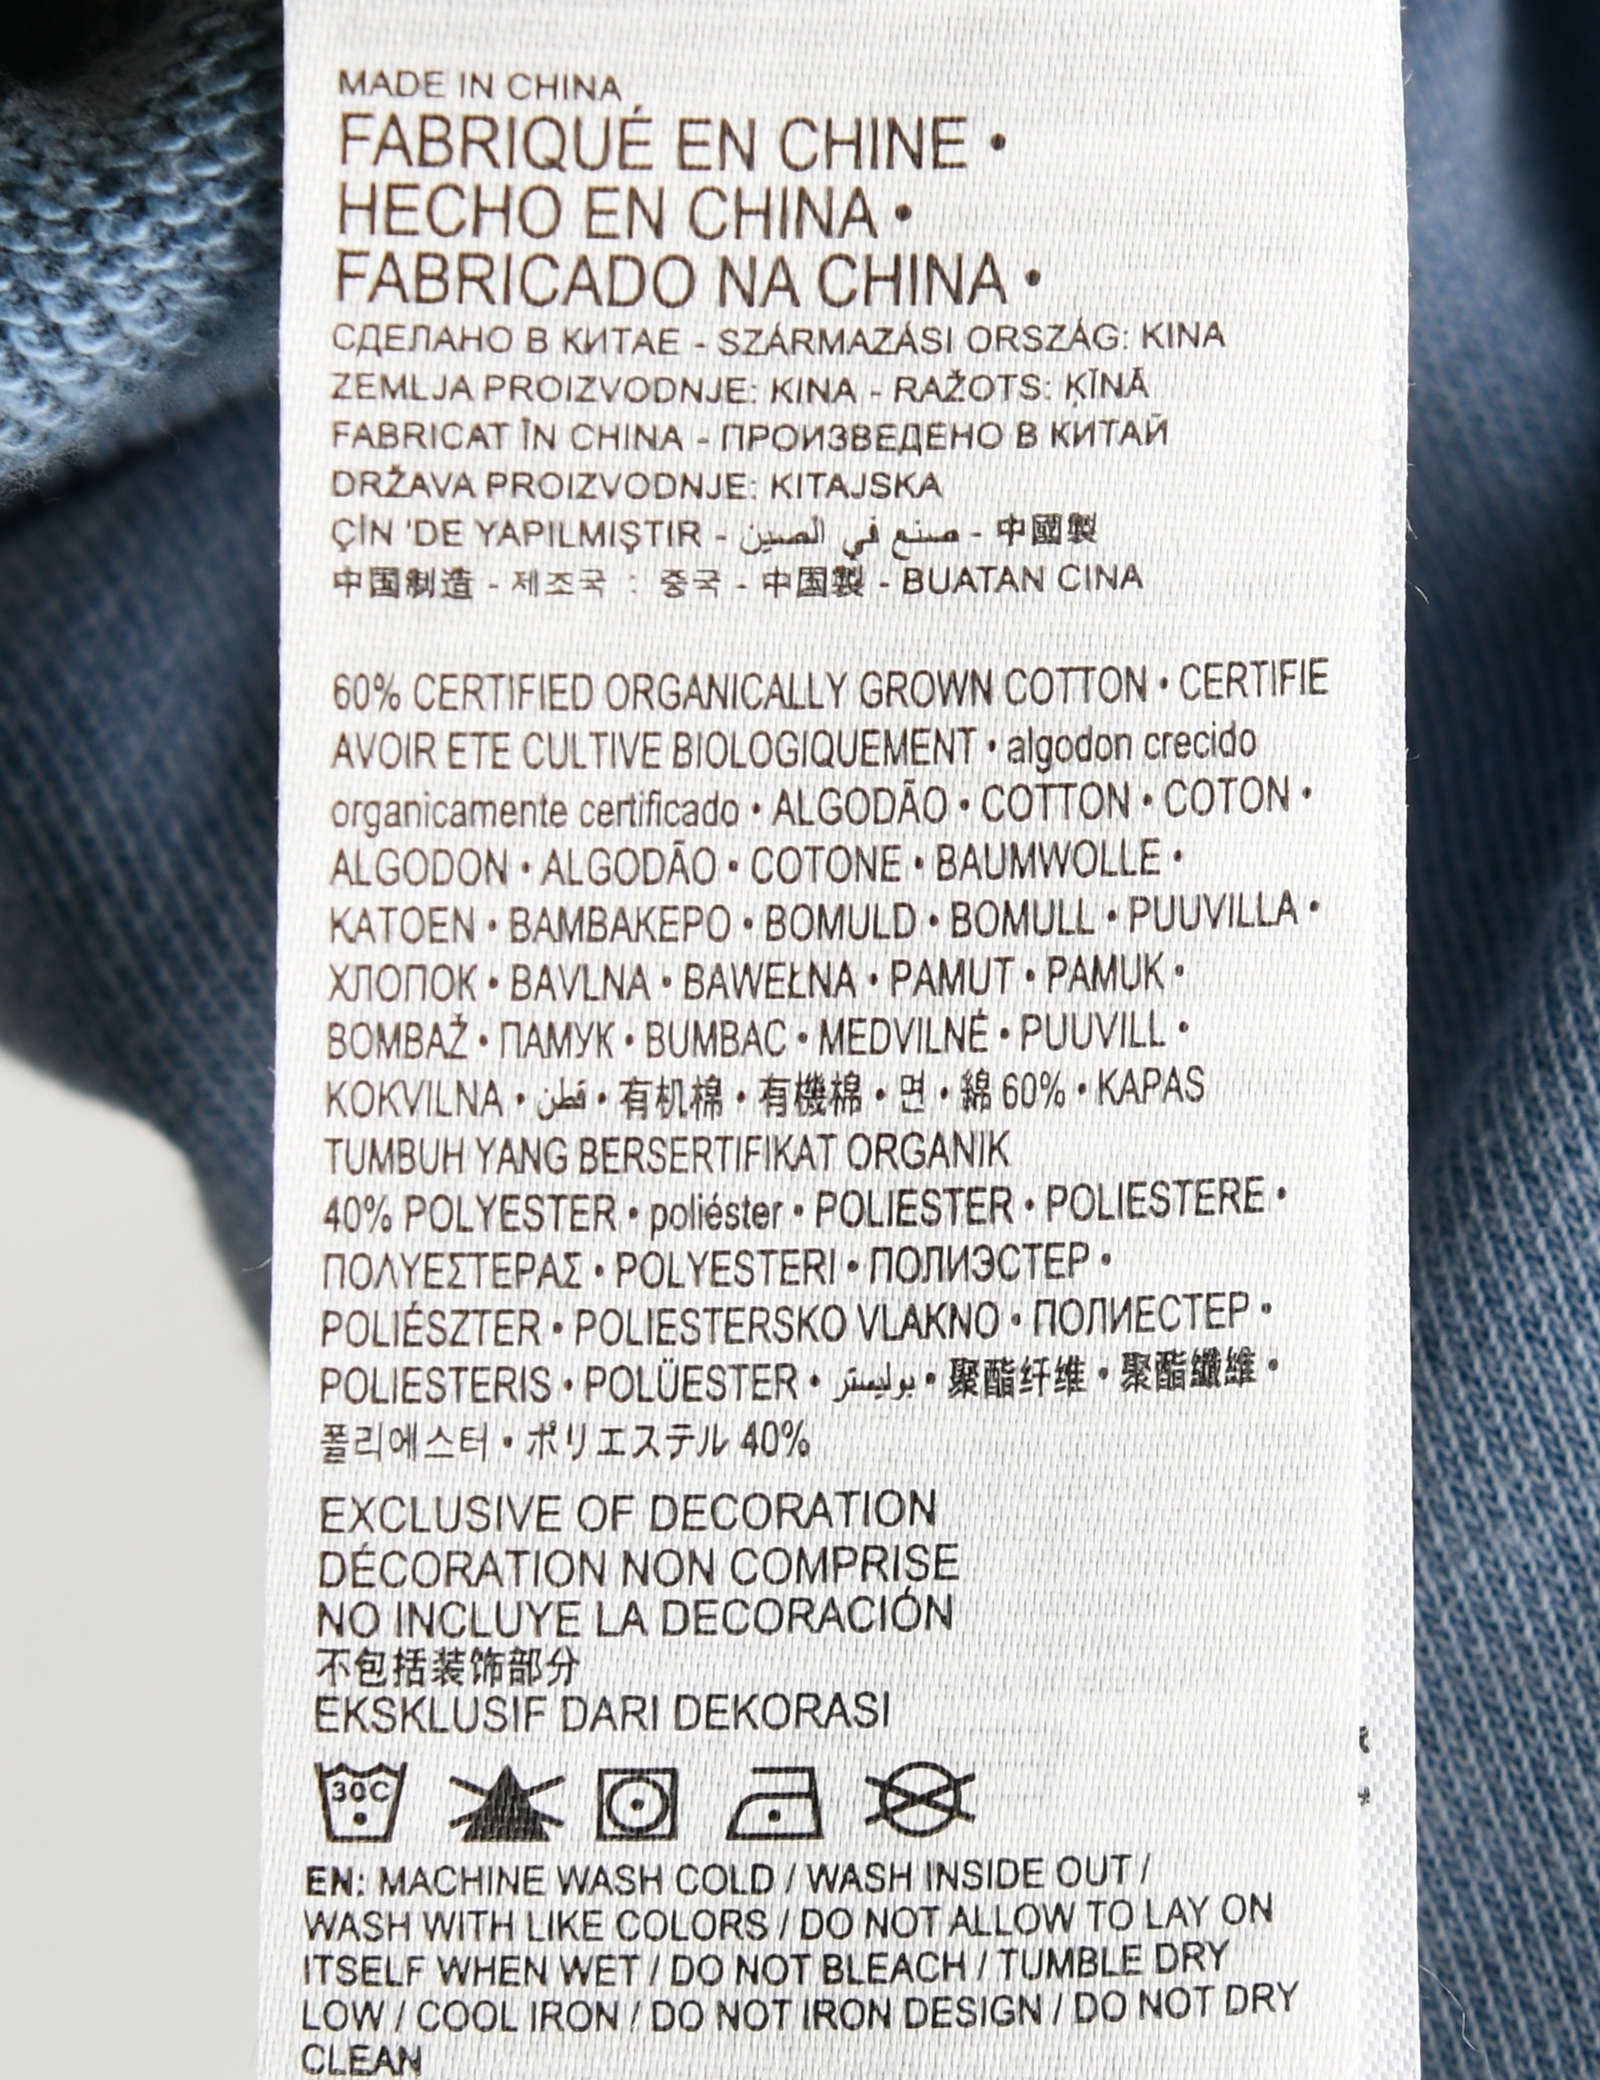 MADE IN CHINA
FABRIQUÉ EN CHINE •
HECHO EN CHINA •
FABRICADO NA CHINA •
СДЕЛАНО В КИТАЕ - SZÁRMAZÁSI ORSZÁG: KINA
ZEMLJA PROIZVODNJE: KINA - RAŽOTS: ĶĪNĀ
FABRICAT ÎN CHINA - ПРОИЗВЕДЕНО В КИТАЙ
DRŽAVA PROIZVODNJE: KITAJSKA
ÇİN 'DE YAPILMIŞTIR - صنع في الصين - 中國製
中国制造 - 제조국 : 중국 - 中国製 - BUATAN CINA
60% CERTIFIED ORGANICALLY GROWN COTTON • CERTIFIE
AVOIR ETE CULTIVE BIOLOGIQUEMENT • algodon crecido
organicamente certificado • ALGODÃO • COTTON • COTON •
ALGODON • ALGODÃO • COTONE • BAUMWOLLE •
KATOEN • ΒΑΜΒΑΚΕΡΟ • BOMULD • BOMULL • PUUVILLA •
ХЛОПОК • BAVLNA • BAWEŁNA • PAMUT • PAMUK •
BOMBAŽ • ПАМУК • BUMBAC • MEDVILNĖ • PUUVILL •
KOKVILNA • قطن • 有机棉 • 有機棉 • 면 • 綿 60% • KAPAS
TUMBUH YANG BERSERTIFIKAT ORGANIK
40% POLYESTER • poliéster • POLIESTER • POLIESTERE •
ΠΟΛΥΕΣΤΕΡΑΣ • POLYESTERI • ПОЛИЭСТЕР •
POLIÉSZTER • POLIESTERSKO VLAKNO • ПОЛИЕСТЕР •
POLIESTERIS • POLÜESTER • بوليستر • 聚酯纤维 • 聚酯纖維 •
폴리에스터 • ポリエステル 40%
EXCLUSIVE OF DECORATION
DÉCORATION NON COMPRISE
NO INCLUYE LA DECORACIÓN
不包括装饰部分
EKSKLUSIF DARI DEKORASI
30C
EN: MACHINE WASH COLD / WASH INSIDE OUT /
WASH WITH LIKE COLORS / DO NOT ALLOW TO LAY ON
ITSELF WHEN WET / DO NOT BLEACH / TUMBLE DRY
LOW / COOL IRON / DO NOT IRON DESIGN / DO NOT DRY
CLEAN